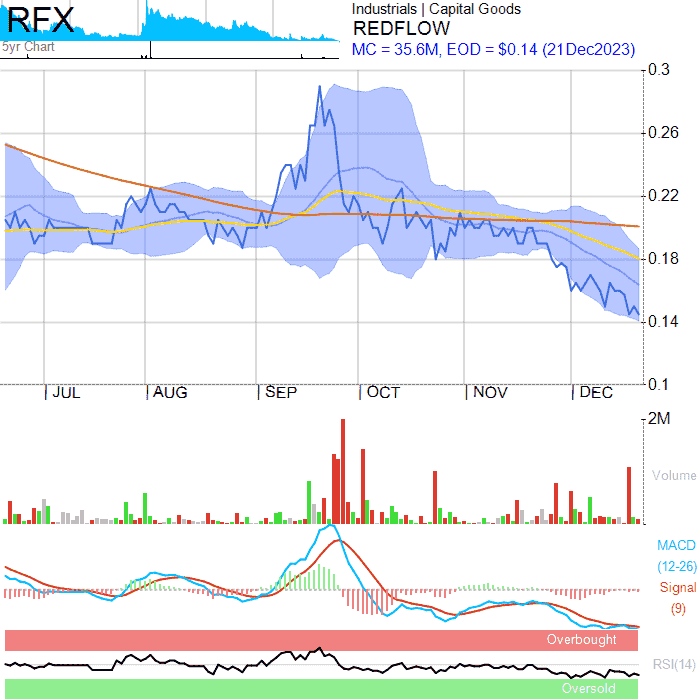 RFX
5yr Chart
Industrials | Capital Goods
REDFLOW
MC = 35.6M, EOD = $0.14 (21Dec2023)
0.3
0.26
0.22
0.18
0.14
0.1
JUL AUG SEP OCT NOV DEC
2M
Volume
MACD
(12-26)
Signal
(9)
Overbought
RSI(14)
Oversold